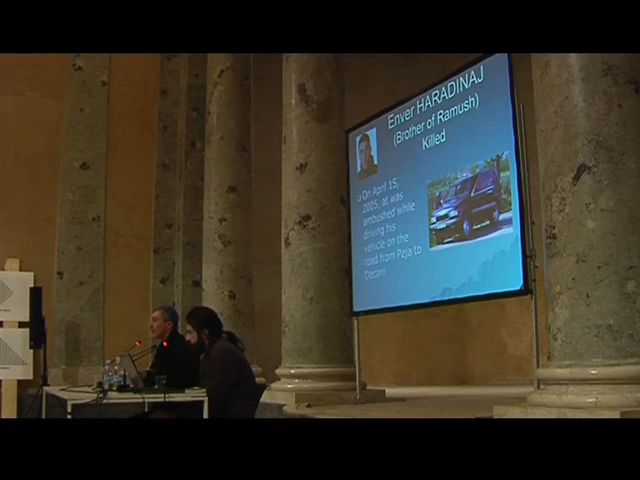 Enver HARADINAJ
(Brother of Ramush)
Killed
On April 15,
2005, at was
ambushed while
driving his
vehicle on the
road from Peja to
Decani